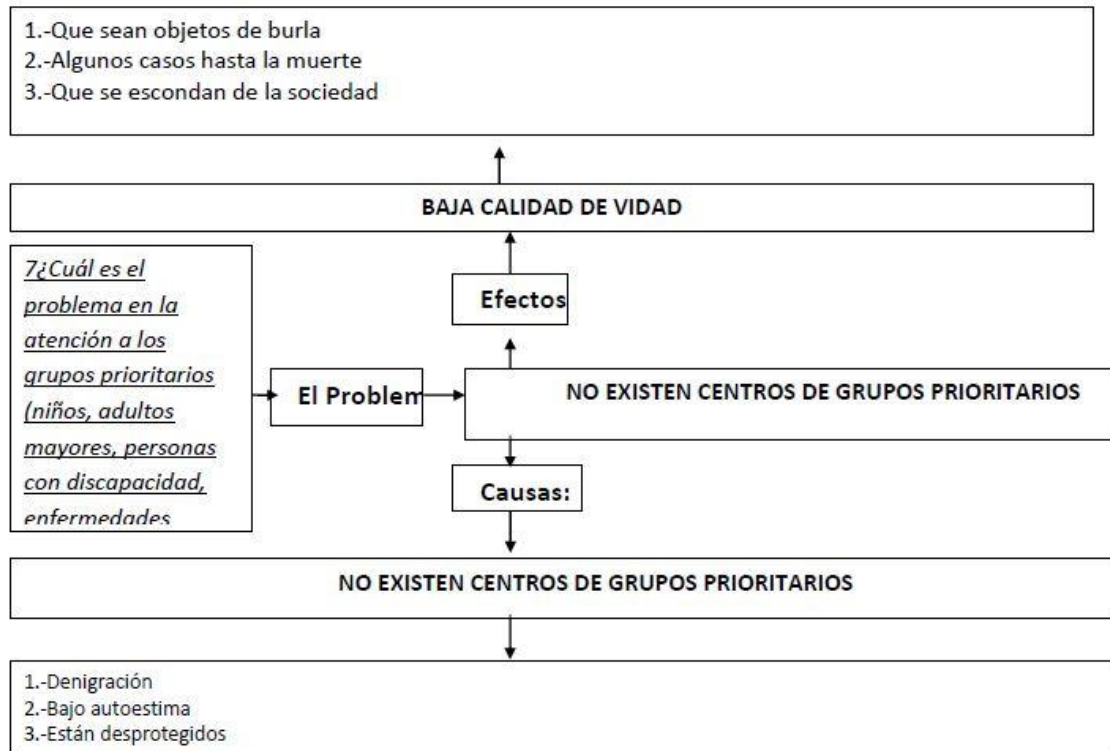 1.-Que sean objetos de burla
2.-Algunos casos hasta la muerte
3.-Que se escondan de la sociedad
BAJA CALIDAD DE VIDAD
7¿Cuál es el
problema en la
atención a los
grupos prioritarios
(niños, adultos
mayores, personas
con discapacidad,
enfermedades
Efectos
El Problem
NO EXISTEN CENTROS DE GRUPOS PRIORITARIOS
Causas:
NO EXISTEN CENTROS DE GRUPOS PRIORITARIOS
1.-Denigración
2.-Bajo autoestima
3.-Están desprotegidos